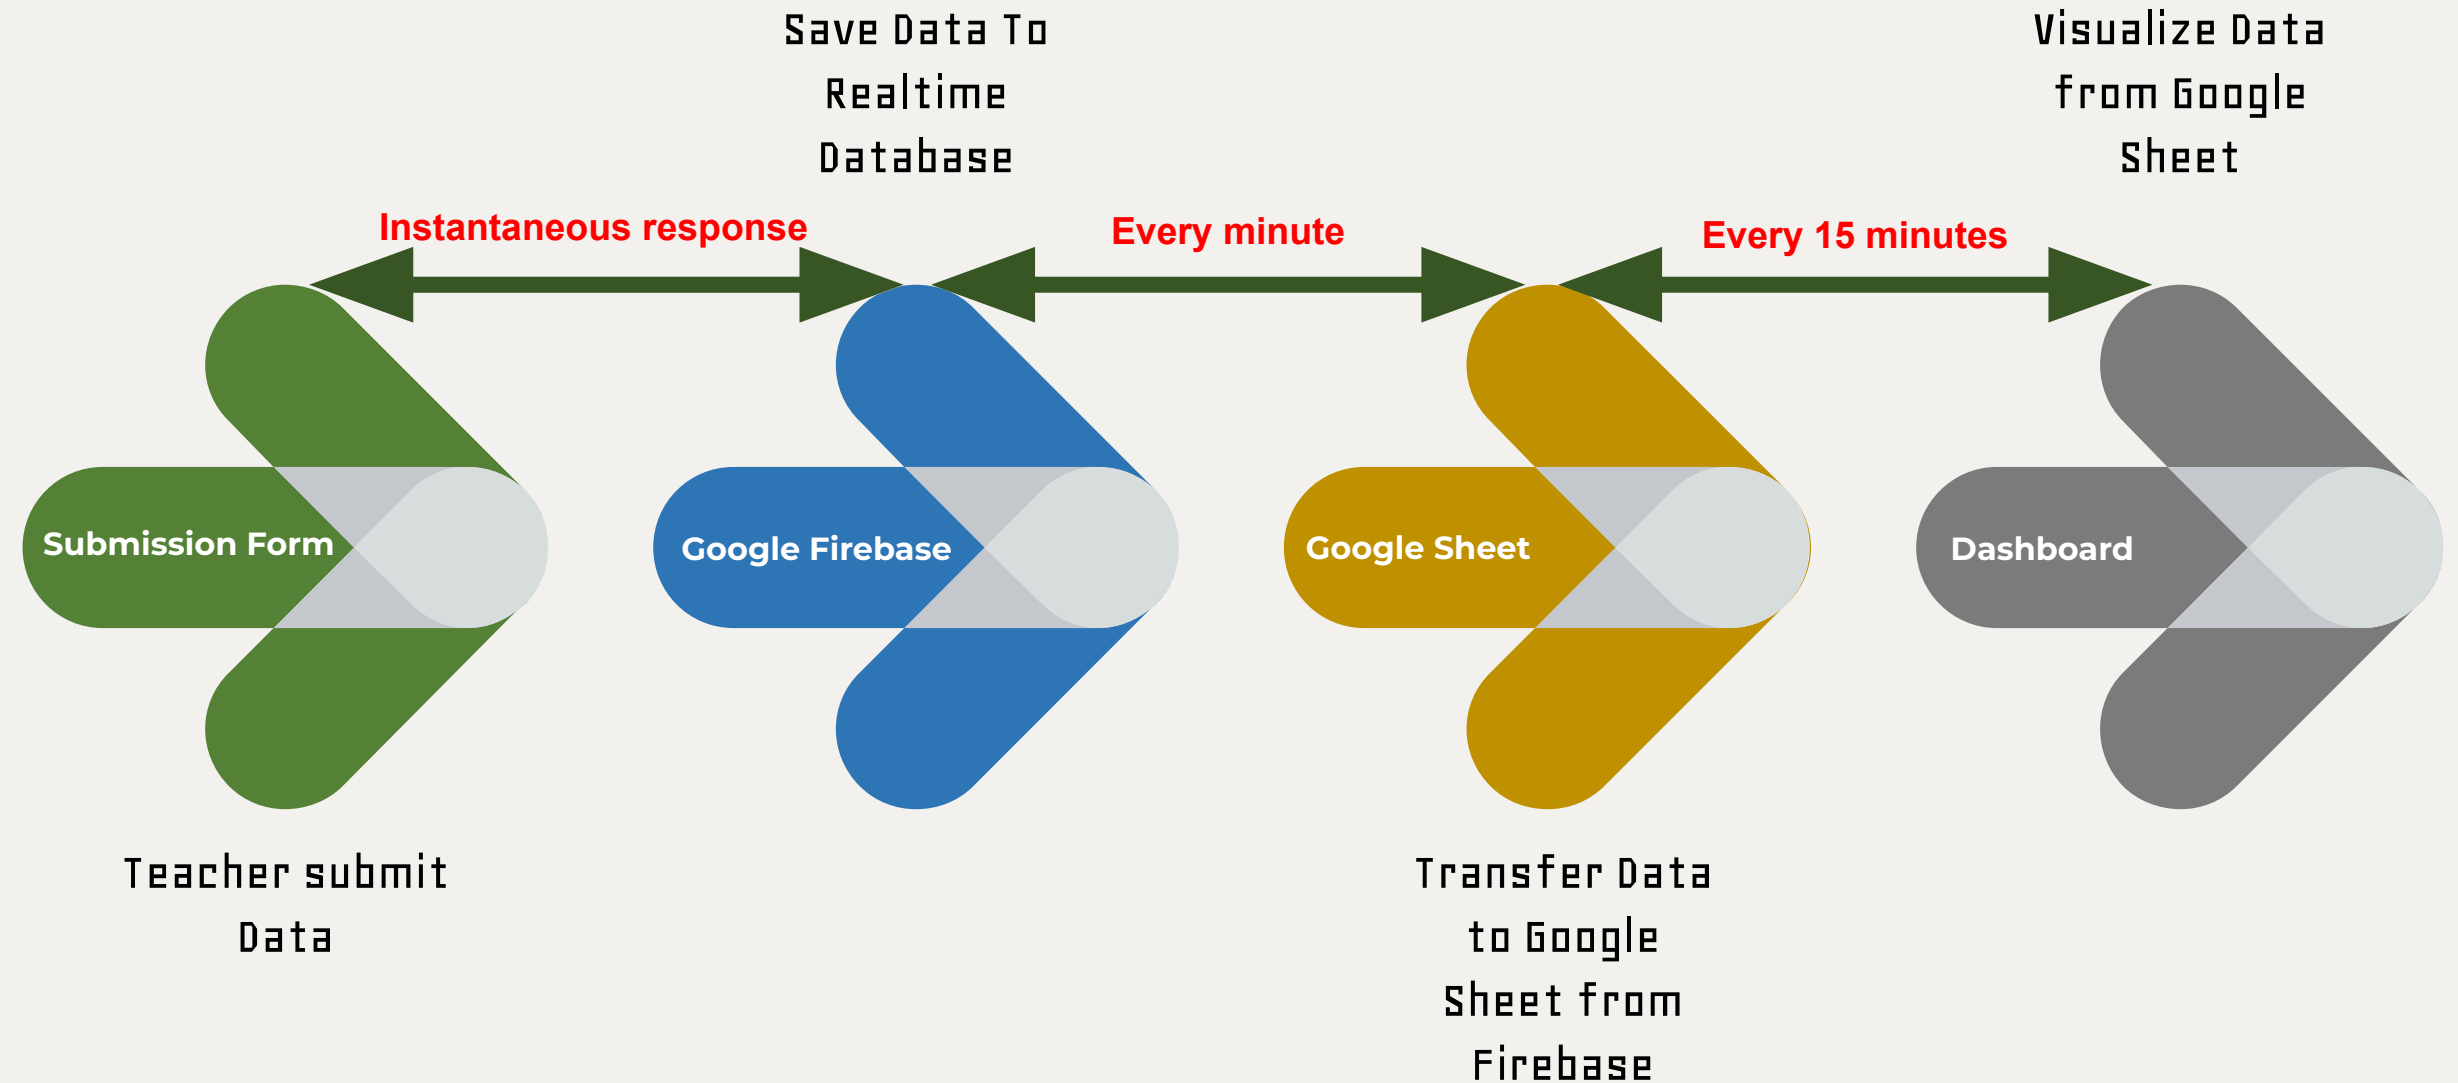 Save Data To
Realtime
Database
Visualize Data
from Google
Sheet
Instantaneous response
Every minute
Every 15 minutes
Submission Form
Google Firebase
Google Sheet
Dashboard
Teacher submit
Data
Transfer Data
to Google
Sheet from
Firebase